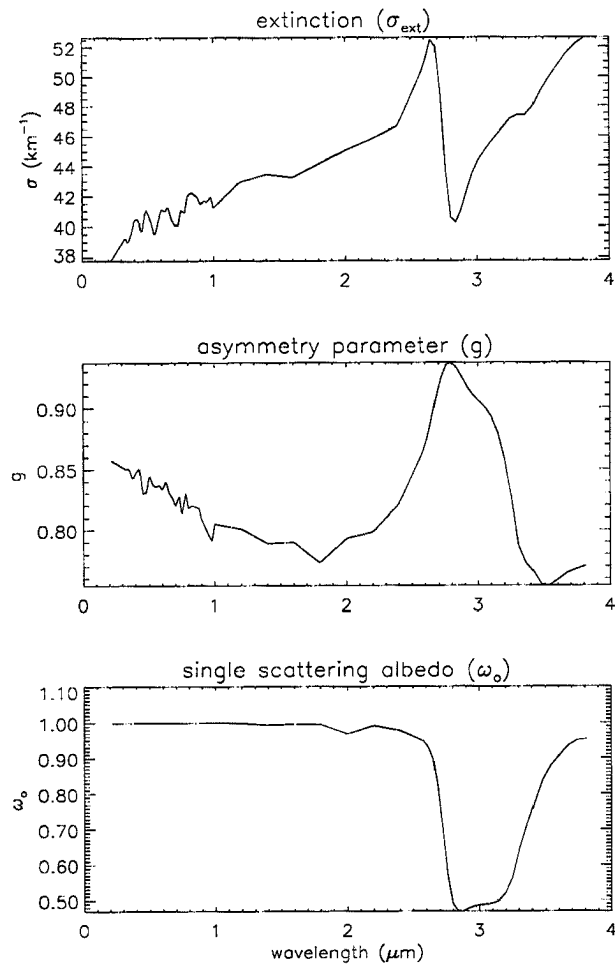 extinction (σext)
52
50
48
46
44
42
40
38
σ (km⁻¹)
0 1 2 3 4
asymmetry parameter (g)
0.90
0.85
0.80
g
0 1 2 3 4
single scattering albedo (ωo)
1.10
1.00
0.90
0.80
0.70
0.60
0.50
ωo
0 1 2 3 4
wavelength (μm)